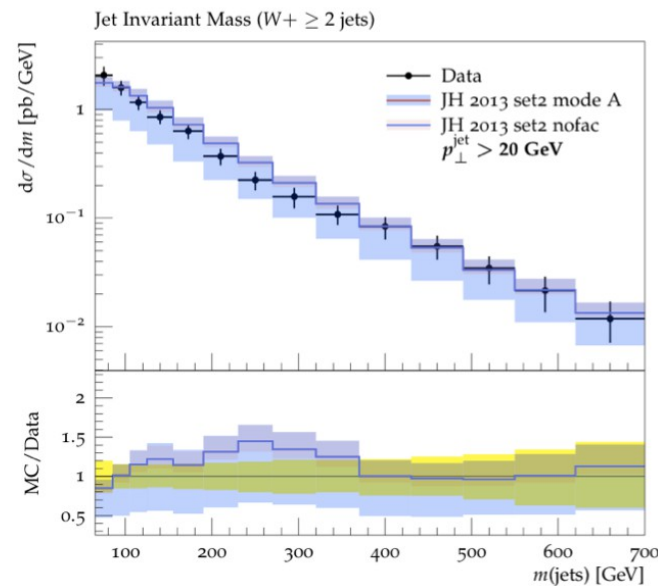 Jet Invariant Mass (W+ ≥ 2 jets)
dσ/dm [pb/GeV]
1
10⁻¹
10⁻²
Data
JH 2013 set2 mode A
JH 2013 set2 nofac
p⊥^jet > 20 GeV
MC/Data
2
1.5
1
0.5
100 200 300 400 500 600 700
m(jets) [GeV]